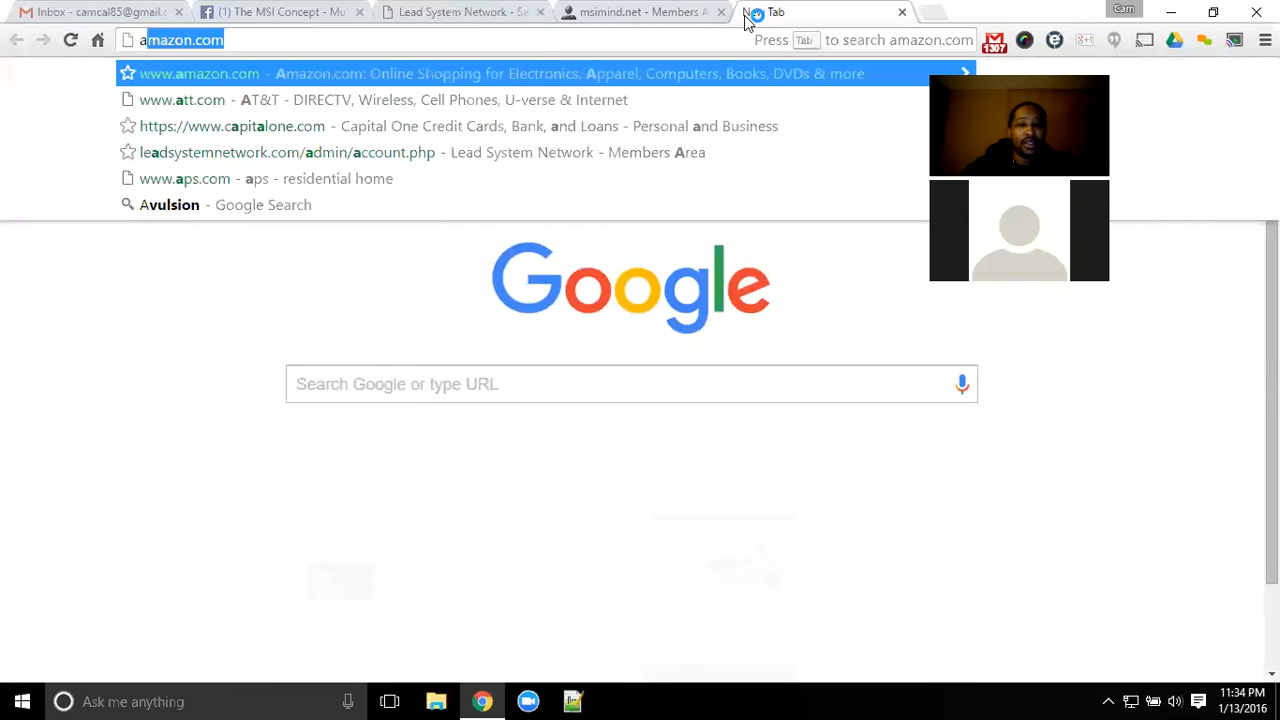 Inbox - camcal85@gmail.c
(1) The MSI Concept - Mu
Lead System Network - Se
msimind.net - Members A
New Tab
Cam
amazon.com
Press Tab to search amazon.com
1307
www.amazon.com - Amazon.com: Online Shopping for Electronics, Apparel, Computers, Books, DVDs & more
www.att.com - AT&T - DIRECTV, Wireless, Cell Phones, U-verse & Internet
https://www.capitalone.com - Capital One Credit Cards, Bank, and Loans - Personal and Business
leadsystemnetwork.com/admin/account.php - Lead System Network - Members Area
www.aps.com - aps - residential home
Avulsion - Google Search
Google
Search Google or type URL
Ask me anything
11:34 PM
1/13/2016